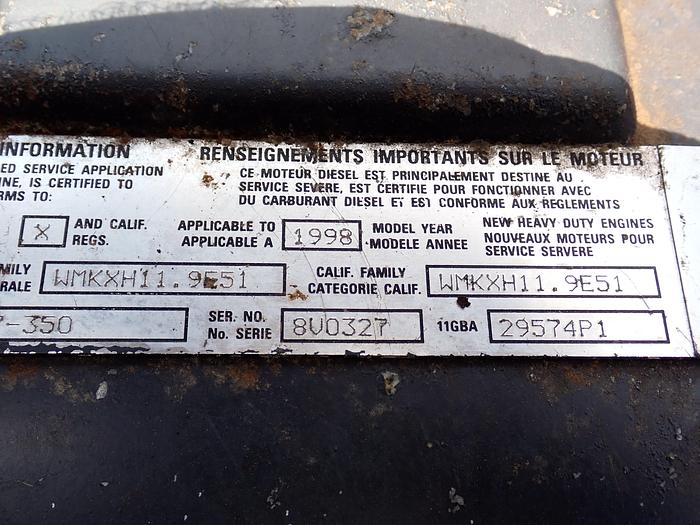 INFORMATION
RENSEIGNEMENTS IMPORTANTS SUR LE MOTEUR
ED SERVICE APPLICATION
NE, IS CERTIFIED TO
RMS TO:
CE MOTEUR DIESEL EST PRINCIPALEMENT DESTINE AU
SERVICE SEVERE, EST CERTIFIE POUR FONCTIONNER AVEC
DU CARBURANT DIESEL ET EST CONFORME AUX REGLEMENTS
X AND CALIF.
REGS.
APPLICABLE TO
APPLICABLE A
1998
MODEL YEAR
MODELE ANNEE
NEW HEAVY DUTY ENGINES
NOUVEAUX MOTEURS POUR
SERVICE SERVERE
MILY
RALE
WMKXH11.9E51
CALIF. FAMILY
CATEGORIE CALIF.
WMKXH11.9E51
7-350
SER. NO.
No. SERIE
8V0327
11GBA
29574P1